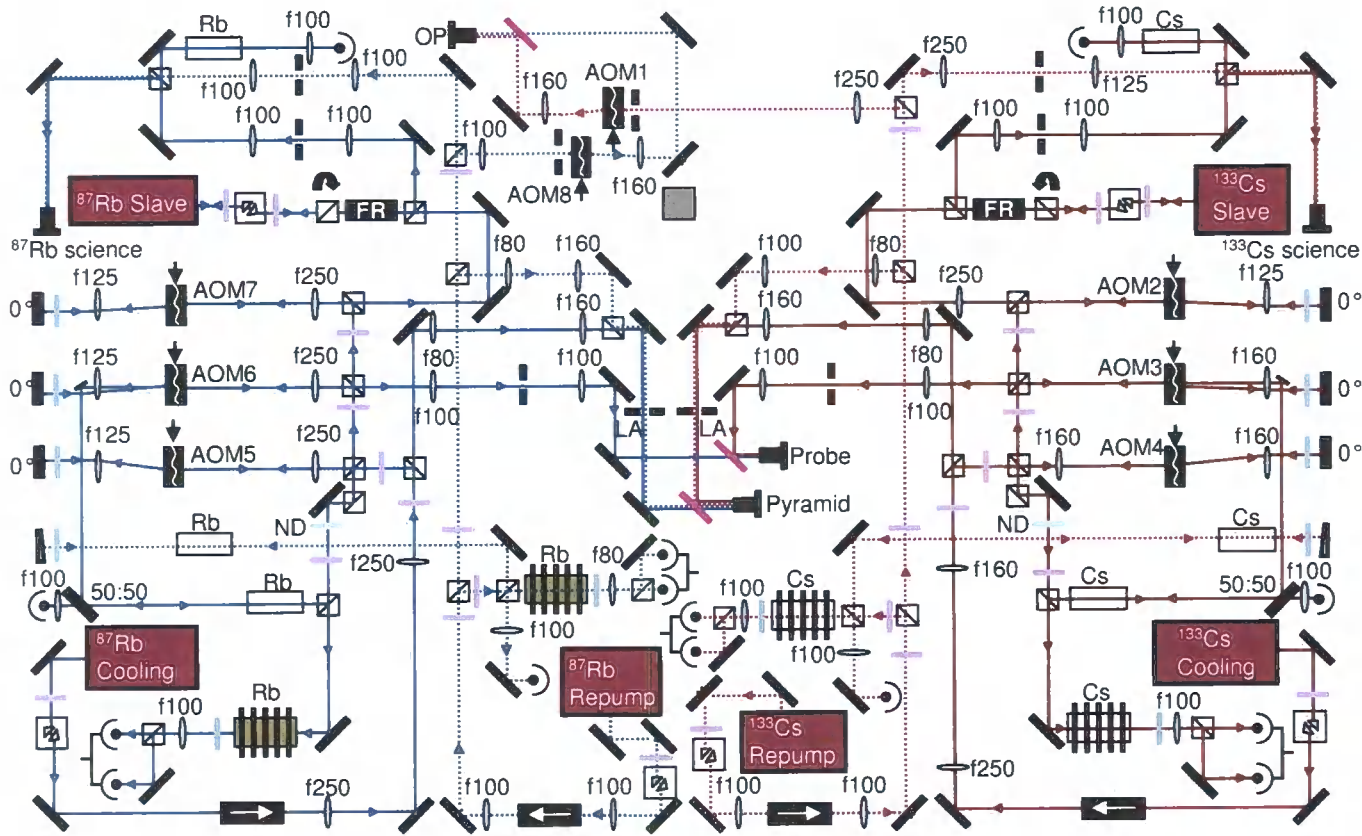 Rb f100 OP f100 Cs
f250
f100 f100 f160 AOM1 f250 f125
f100 f100 f100 f100 f100
AOM8 f160
87Rb Slave FR FR 133Cs Slave
87Rb science 133Cs science
f80 f160 f100 f80
0° f125 AOM7 f250 f160 f160 f250 AOM2 f125 0°
0° f125 AOM6 f250 f80 f100 f100 f80 AOM3 f160 0°
f100 f100
LA LA
0° f125 AOM5 f250 Probe f160 AOM4 f160 0°
Pyramid
ND ND
Rb Cs
f250 Rb f80 f160
f100 50:50 Rb f100 Cs Cs 50:50 f100
87Rb Cooling f100 f100 133Cs Cooling
87Rb Repump
Rb Cs
f100 133Cs Repump f100
f250
f250 f100 f100 f100 f100